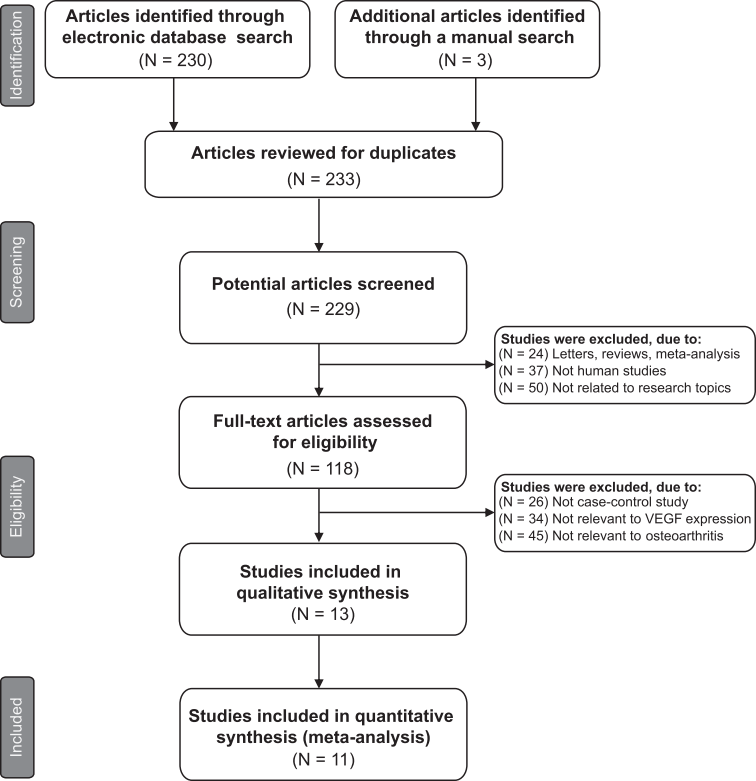 Identification
Articles identified through
electronic database search
(N = 230)
Additional articles identified
through a manual search
(N = 3)
Articles reviewed for duplicates
(N = 233)
Screening
Potential articles screened
(N = 229)
Studies were excluded, due to:
(N = 24) Letters, reviews, meta-analysis
(N = 37) Not human studies
(N = 50) Not related to research topics
Full-text articles assessed
for eligibility
(N = 118)
Eligibility
Studies were excluded, due to:
(N = 26) Not case-control study
(N = 34) Not relevant to VEGF expression
(N = 45) Not relevant to osteoarthritis
Studies included in
qualitative synthesis
(N = 13)
Included
Studies included in quantitative
synthesis (meta-analysis)
(N = 11)